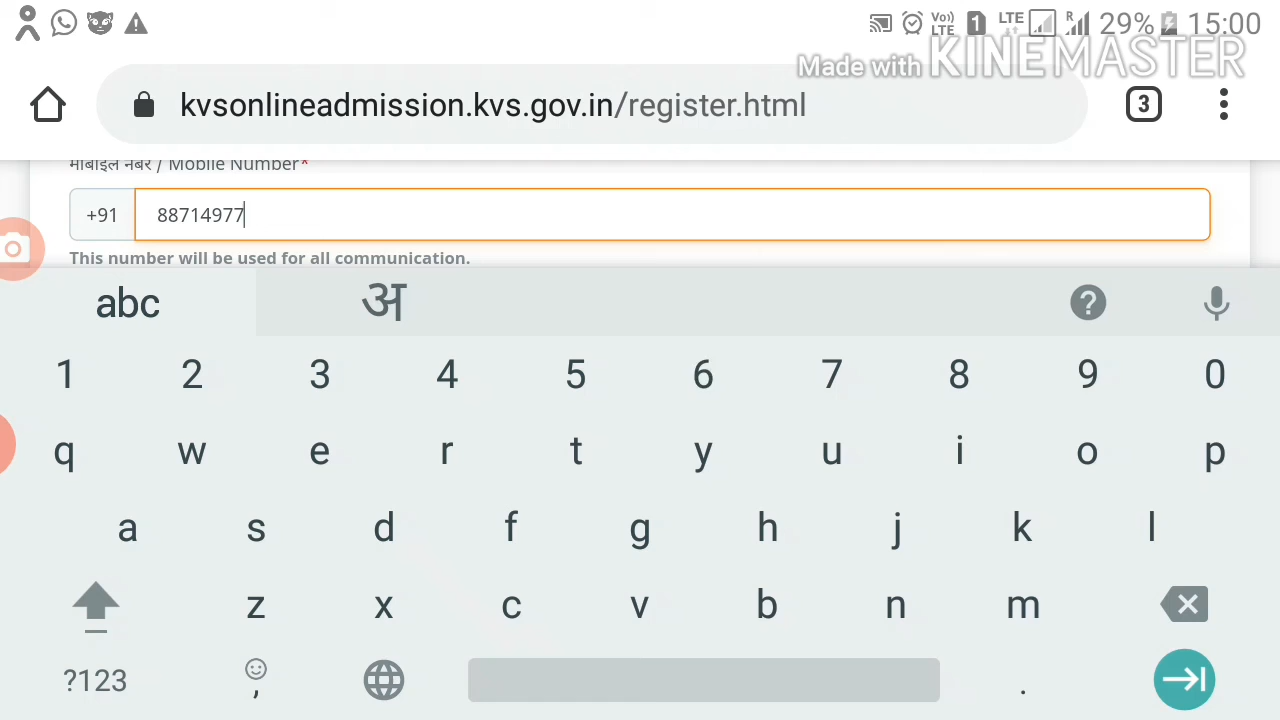 Vo) LTE 1 LTE R 29% 15:00
Made with KINEMASTER
kvsonlineadmission.kvs.gov.in/register.html 3
मोबाइल नंबर / Mobile Number*
+91 88714977
This number will be used for all communication.
abc अ ?
1 2 3 4 5 6 7 8 9 0
q w e r t y u i o p
a s d f g h j k l
z x c v b n m
?123 , .